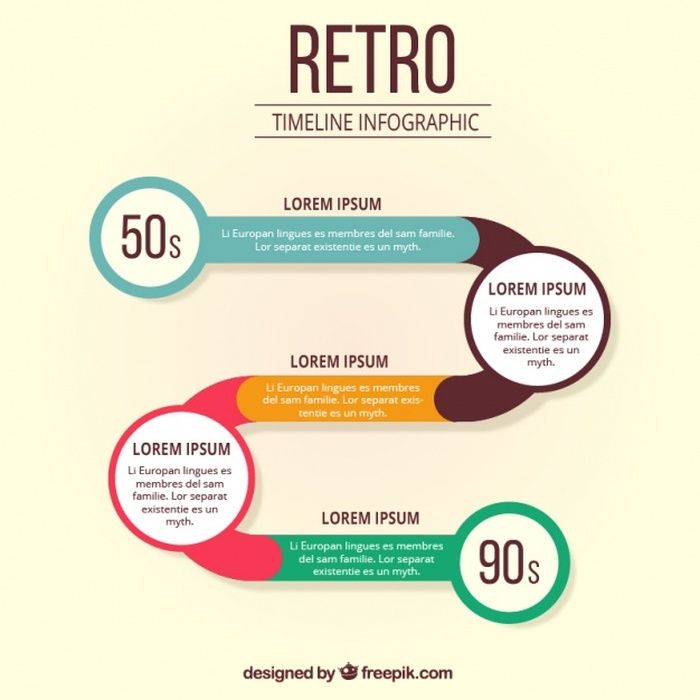 RETRO
TIMELINE INFOGRAPHIC
LOREM IPSUM
50s
Li Europan lingues es membres del sam familie.
Lor separat existentie es un myth.
LOREM IPSUM
Li Europan lingues es
membres del sam
familie. Lor separat
existentie es un
myth.
LOREM IPSUM
Li Europan lingues es membres
del sam familie. Lor separat exis-
tentie es un myth.
LOREM IPSUM
Li Europan lingues es
membres del sam
familie. Lor separat
existentie es un
myth.
LOREM IPSUM
Li Europan lingues es membres
del sam familie. Lor separat
existentie es un myth.
90s
designed by freepik.com